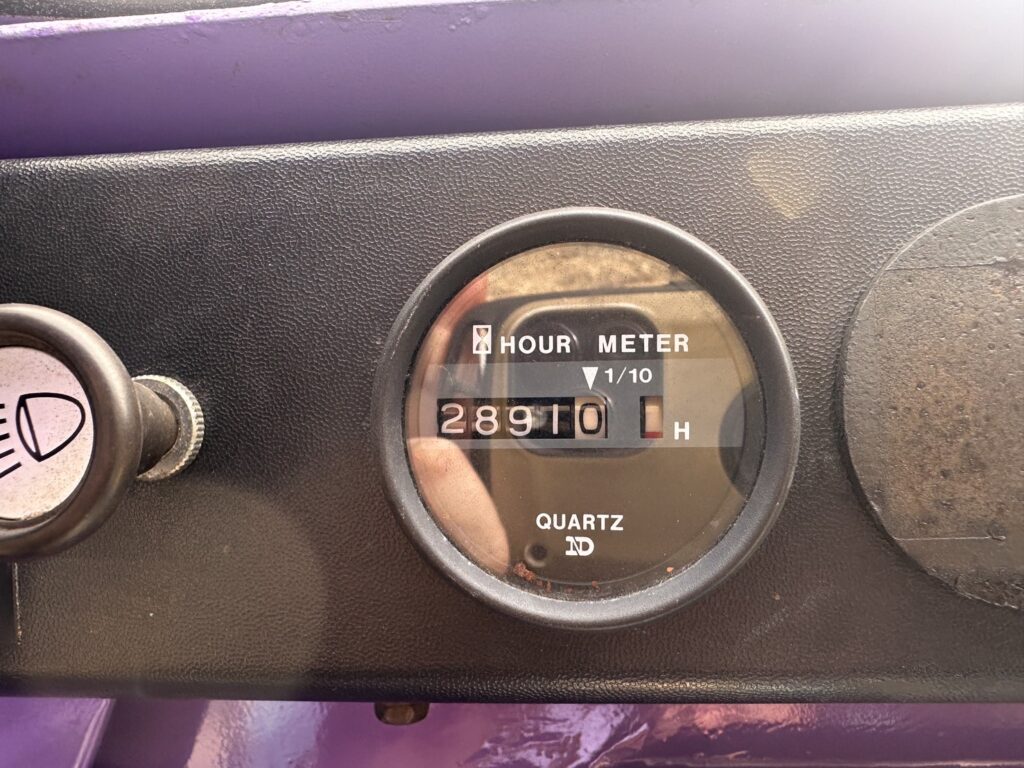 HOUR METER
1/10
28910
H
QUARTZ
ND